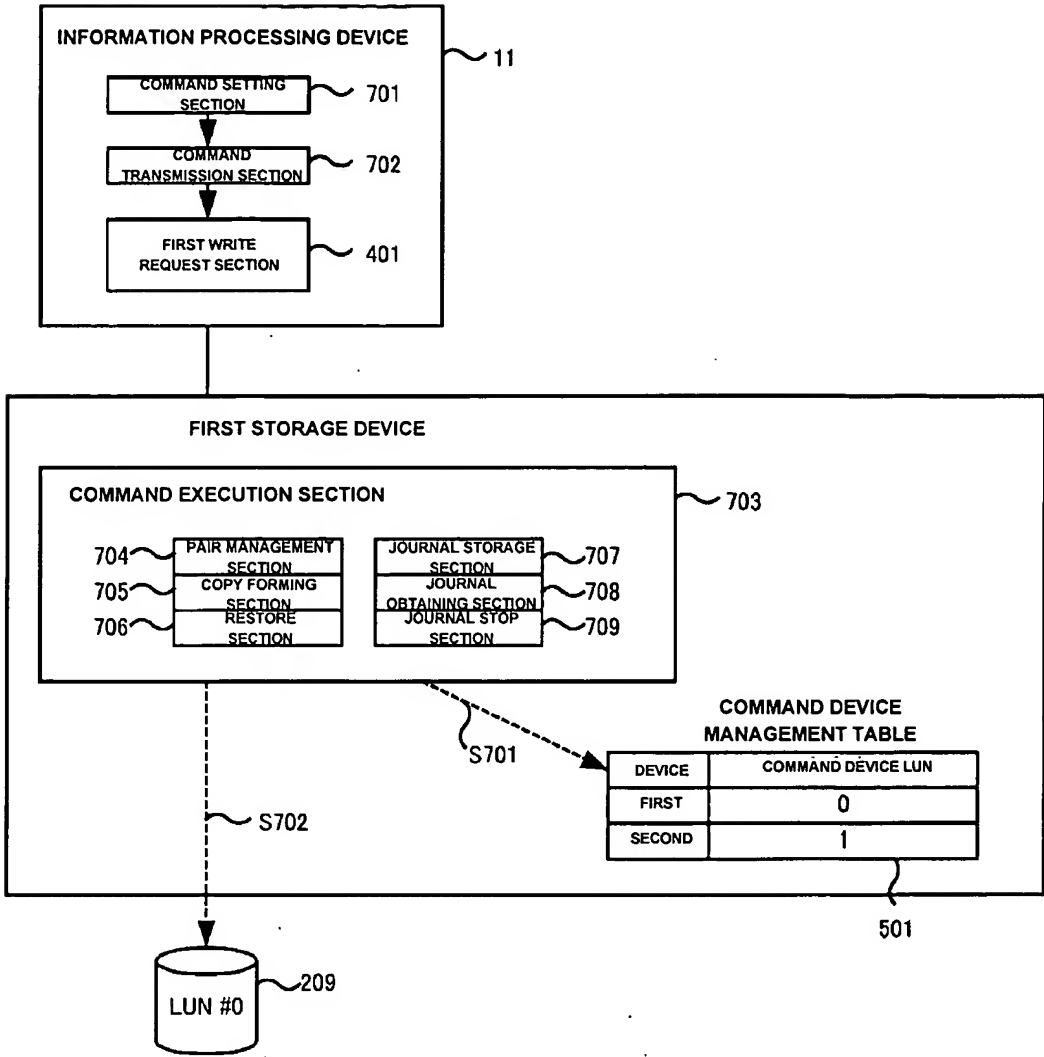 INFORMATION PROCESSING DEVICE
11
COMMAND SETTING
SECTION
701
COMMAND
TRANSMISSION SECTION
702
FIRST WRITE
REQUEST SECTION
401
FIRST STORAGE DEVICE
COMMAND EXECUTION SECTION
703
704
PAIR MANAGEMENT
SECTION
705
COPY FORMING
SECTION
706
RESTORE
SECTION
JOURNAL STORAGE
SECTION
707
JOURNAL
OBTAINING SECTION
708
JOURNAL STOP
SECTION
709
S701
S702
COMMAND DEVICE
MANAGEMENT TABLE
DEVICE COMMAND DEVICE LUN
FIRST 0
SECOND 1
501
LUN #0
209